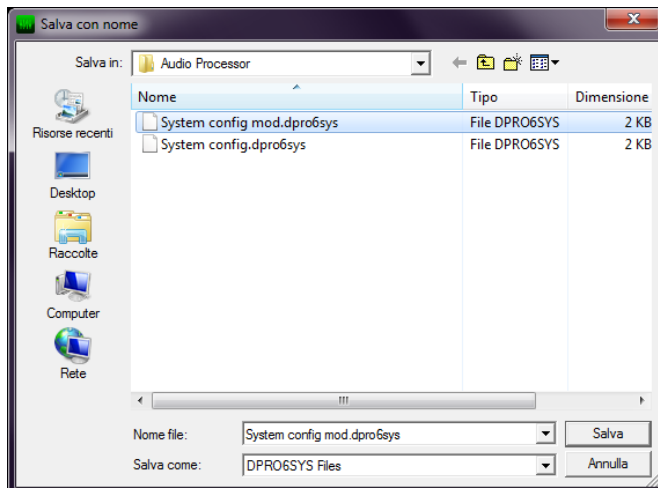 Salva con nome
Salva in: Audio Processor
Nome Tipo Dimensione
System config mod.dpro6sys File DPRO6SYS 2 KB
System config.dpro6sys File DPRO6SYS 2 KB
Risorse recenti
Desktop
Raccolte
Computer
Rete
Nome file: System config mod.dpro6sys Salva
Salva come: DPRO6SYS Files Annulla